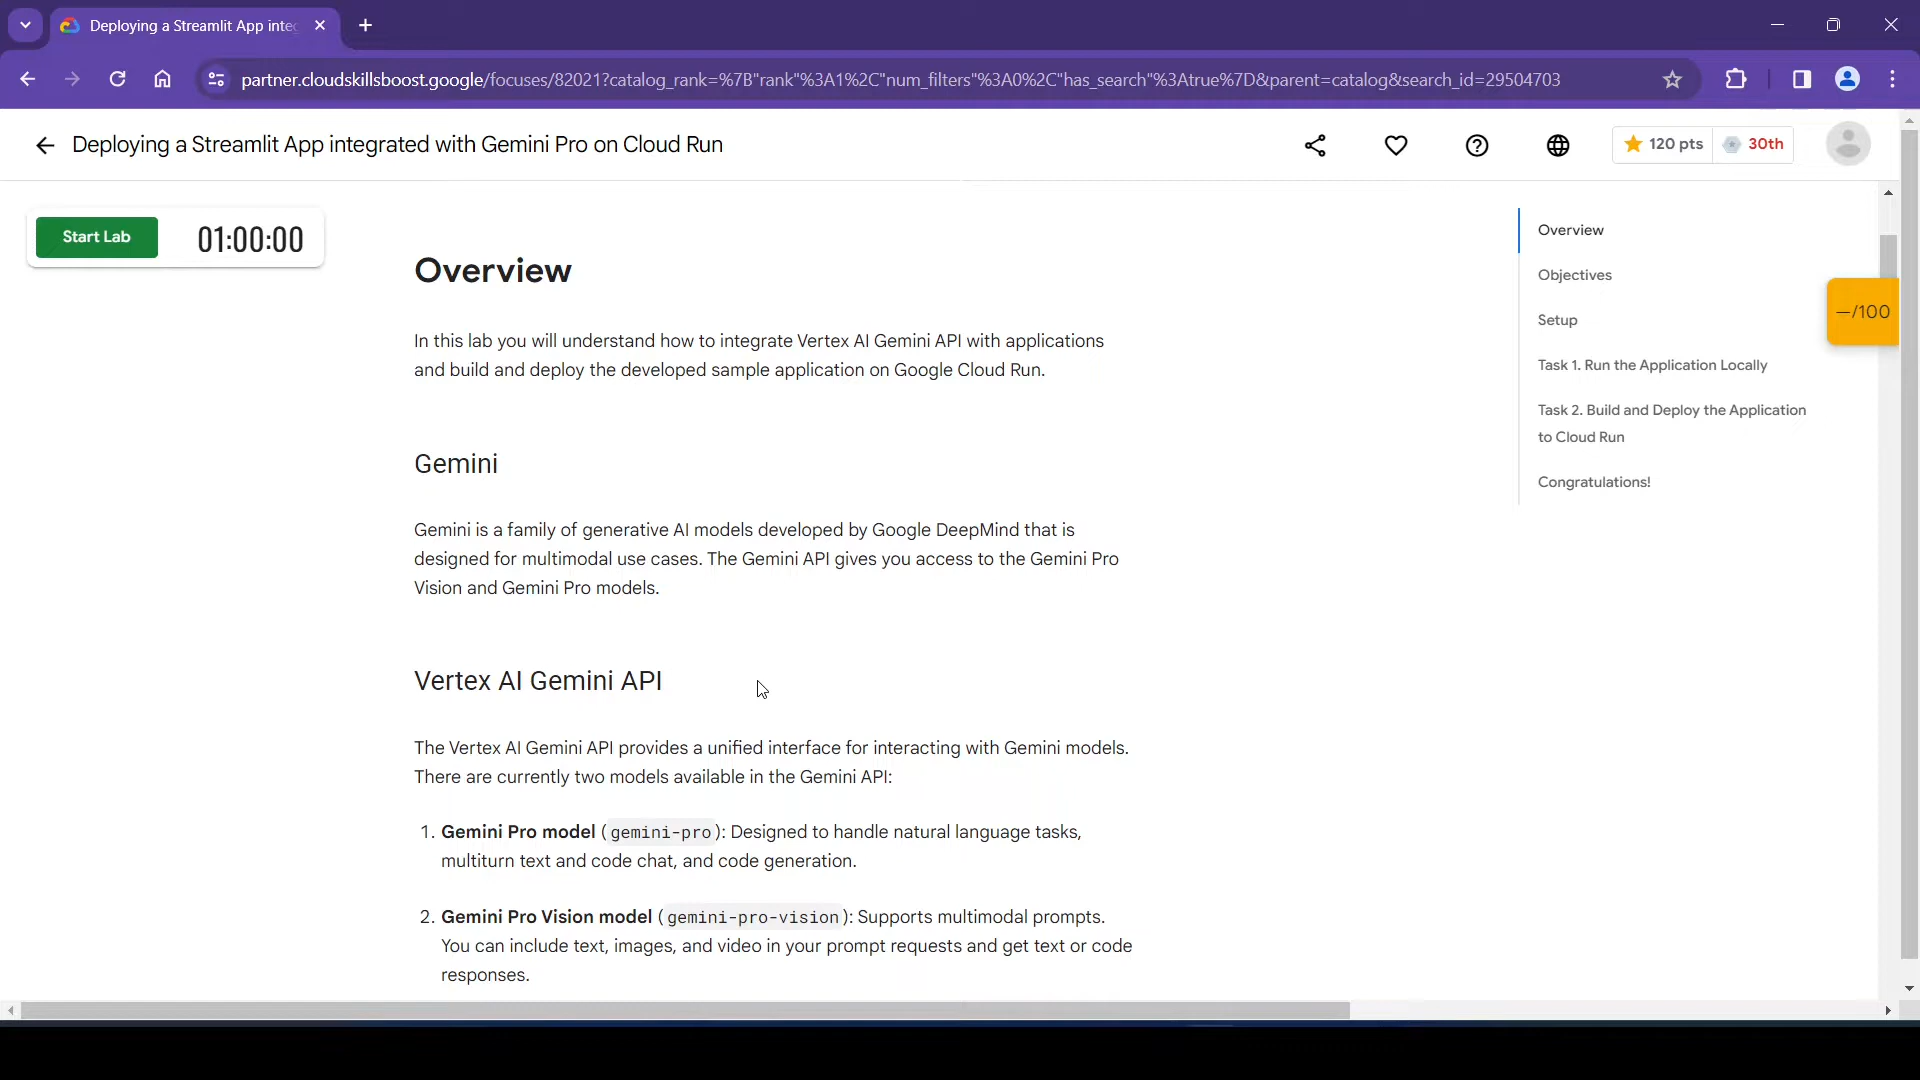 Deploying a Streamlit App inte
partner.cloudskillsboost.google/focuses/82021?catalog_rank=%7B"rank"%3A1%2C"num_filters"%3A0%2C"has_search"%3Atrue%7D&parent=catalog&search_id=29504703
Deploying a Streamlit App integrated with Gemini Pro on Cloud Run
120 pts
30th
Start Lab
01:00:00
Overview
In this lab you will understand how to integrate Vertex AI Gemini API with applications
and build and deploy the developed sample application on Google Cloud Run.
Gemini
Gemini is a family of generative AI models developed by Google DeepMind that is
designed for multimodal use cases. The Gemini API gives you access to the Gemini Pro
Vision and Gemini Pro models.
Vertex AI Gemini API
The Vertex AI Gemini API provides a unified interface for interacting with Gemini models.
There are currently two models available in the Gemini API:
1. Gemini Pro model (gemini-pro): Designed to handle natural language tasks,
multiturn text and code chat, and code generation.
2. Gemini Pro Vision model (gemini-pro-vision): Supports multimodal prompts.
You can include text, images, and video in your prompt requests and get text or code
responses.
Overview
Objectives
Setup
Task 1. Run the Application Locally
Task 2. Build and Deploy the Application
to Cloud Run
Congratulations!
—/100